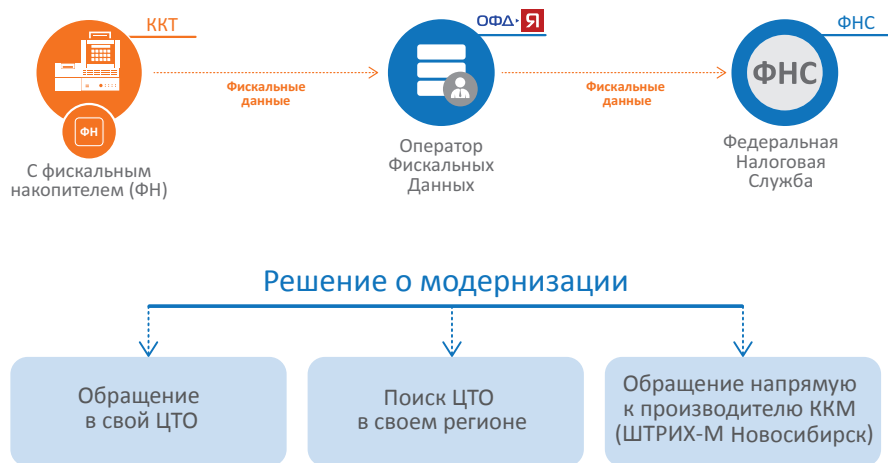 ККТ
ФН
С фискальным
накопителем (ФН)
Фискальные
данные
ОФД·Я
Оператор
Фискальных
Данных
Фискальные
данные
ФНС
ФНС
Федеральная
Налоговая
Служба
Решение о модернизации
Обращение
в свой ЦТО
Поиск ЦТО
в своем регионе
Обращение напрямую
к производителю ККМ
(ШТРИХ-М Новосибирск)